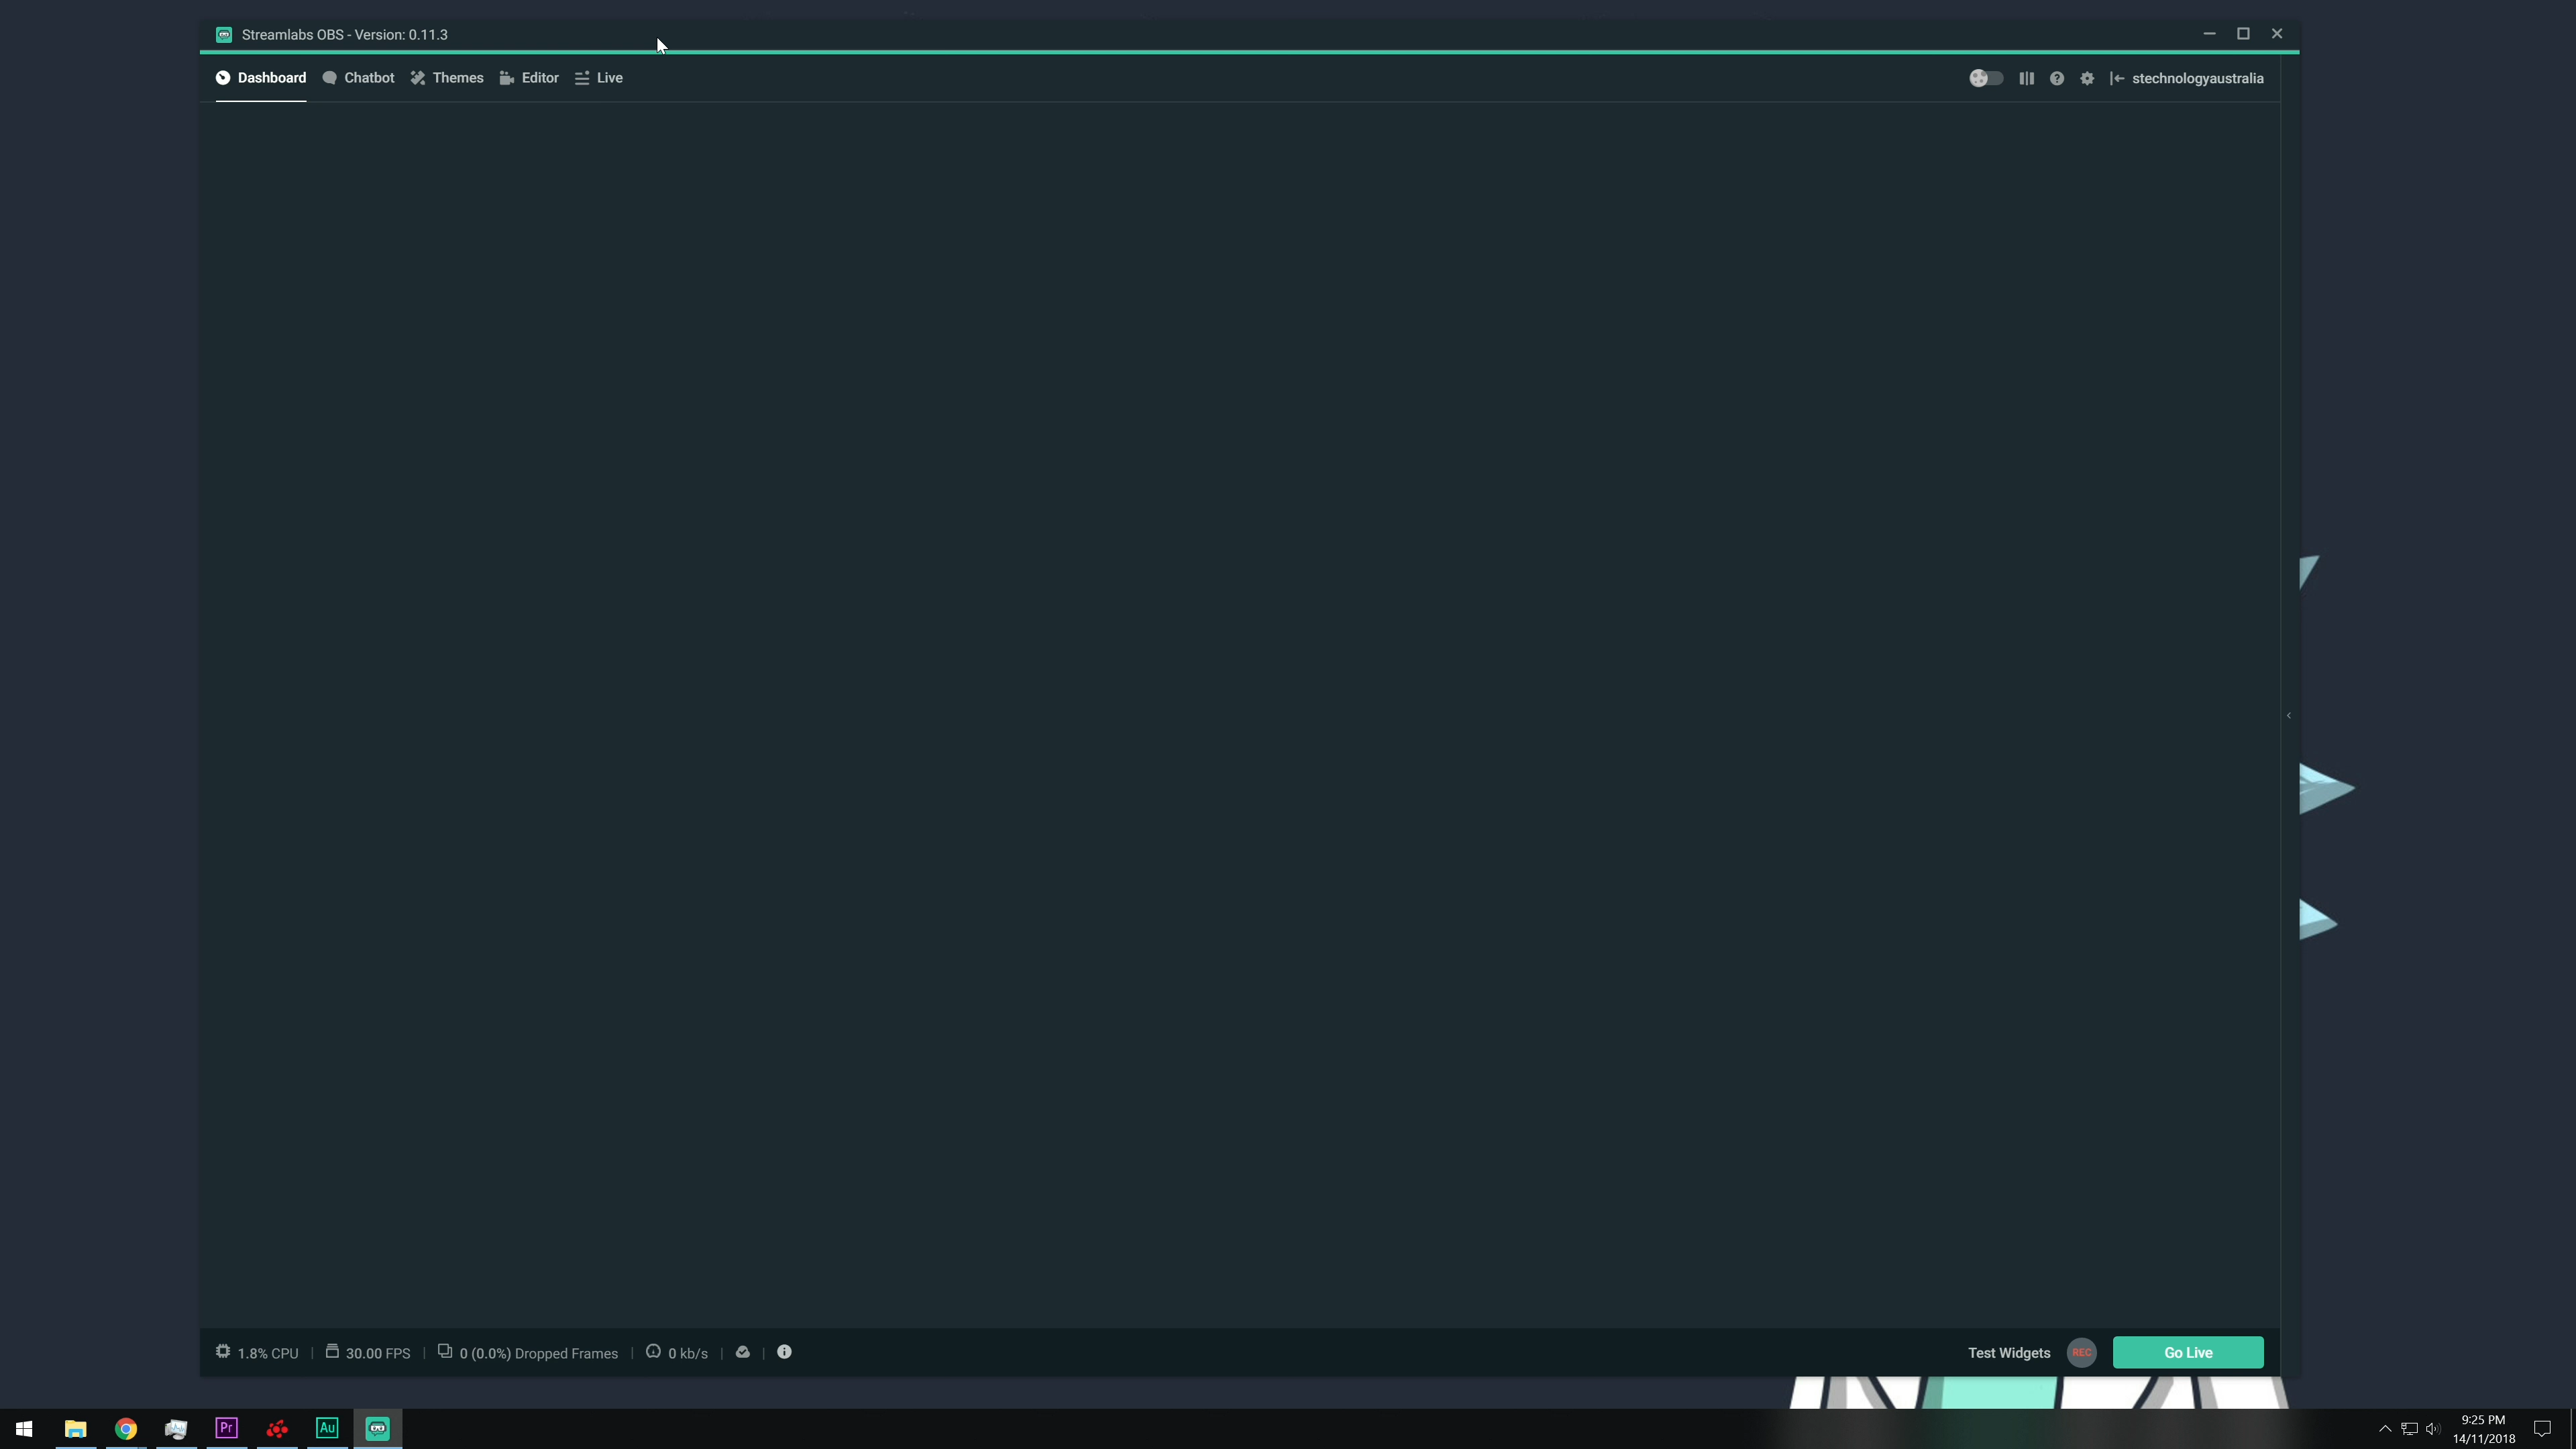 Streamlabs OBS - Version: 0.11.3
Dashboard Chatbot Themes Editor Live stechnologyaustralia
1.8% CPU 30.00 FPS 0 (0.0%) Dropped Frames 0 kb/s Test Widgets REC Go Live
Pr Au 9:25 PM
14/11/2018